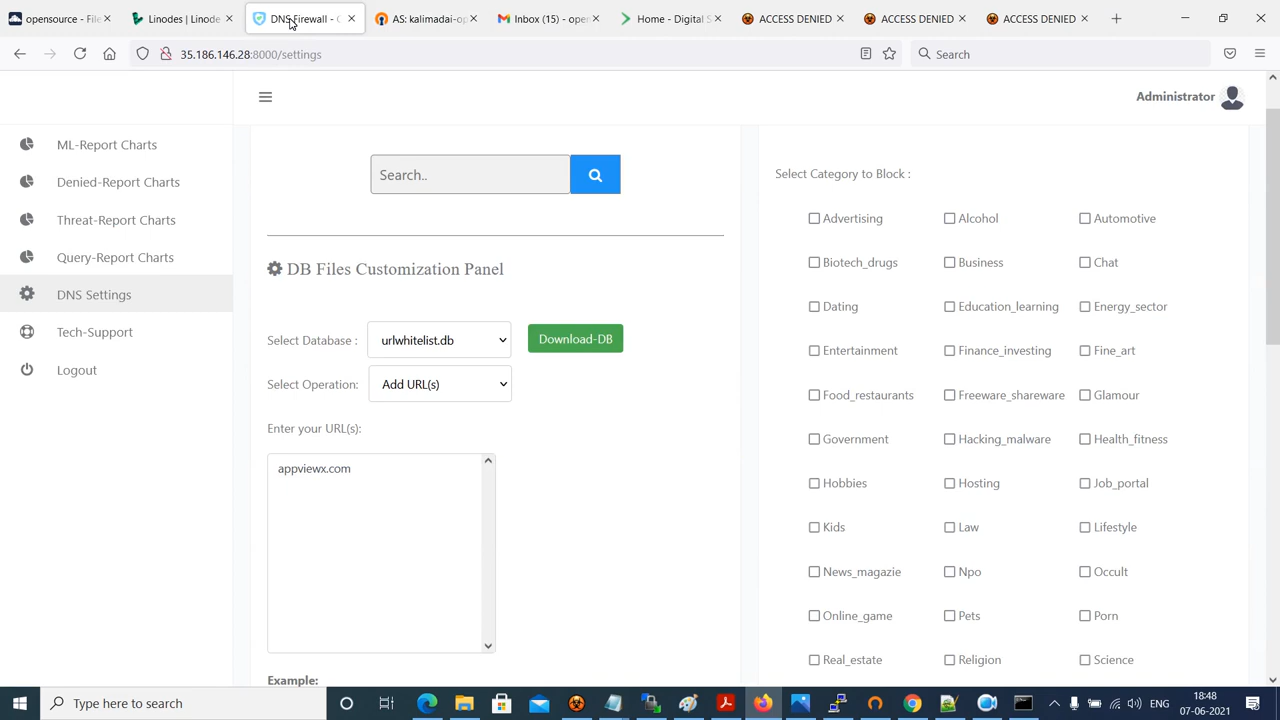 opensource - File
Linodes | Linode
DNS Firewall - C
AS: kalimadai-op
Inbox (15) - open
Home - Digital S
ACCESS DENIED
ACCESS DENIED
ACCESS DENIED
35.186.146.28:8000/settings
Search
Administrator
ML-Report Charts
Denied-Report Charts
Threat-Report Charts
Query-Report Charts
DNS Settings
Tech-Support
Logout
Search..
DB Files Customization Panel
Select Database :
urlwhitelist.db
Download-DB
Select Operation:
Add URL(s)
Enter your URL(s):
appviewx.com
Example:
Select Category to Block :
Advertising Alcohol Automotive
Biotech_drugs Business Chat
Dating Education_learning Energy_sector
Entertainment Finance_investing Fine_art
Food_restaurants Freeware_shareware Glamour
Government Hacking_malware Health_fitness
Hobbies Hosting Job_portal
Kids Law Lifestyle
News_magazie Npo Occult
Online_game Pets Porn
Real_estate Religion Science
Type here to search
ENG
18:48
07-06-2021